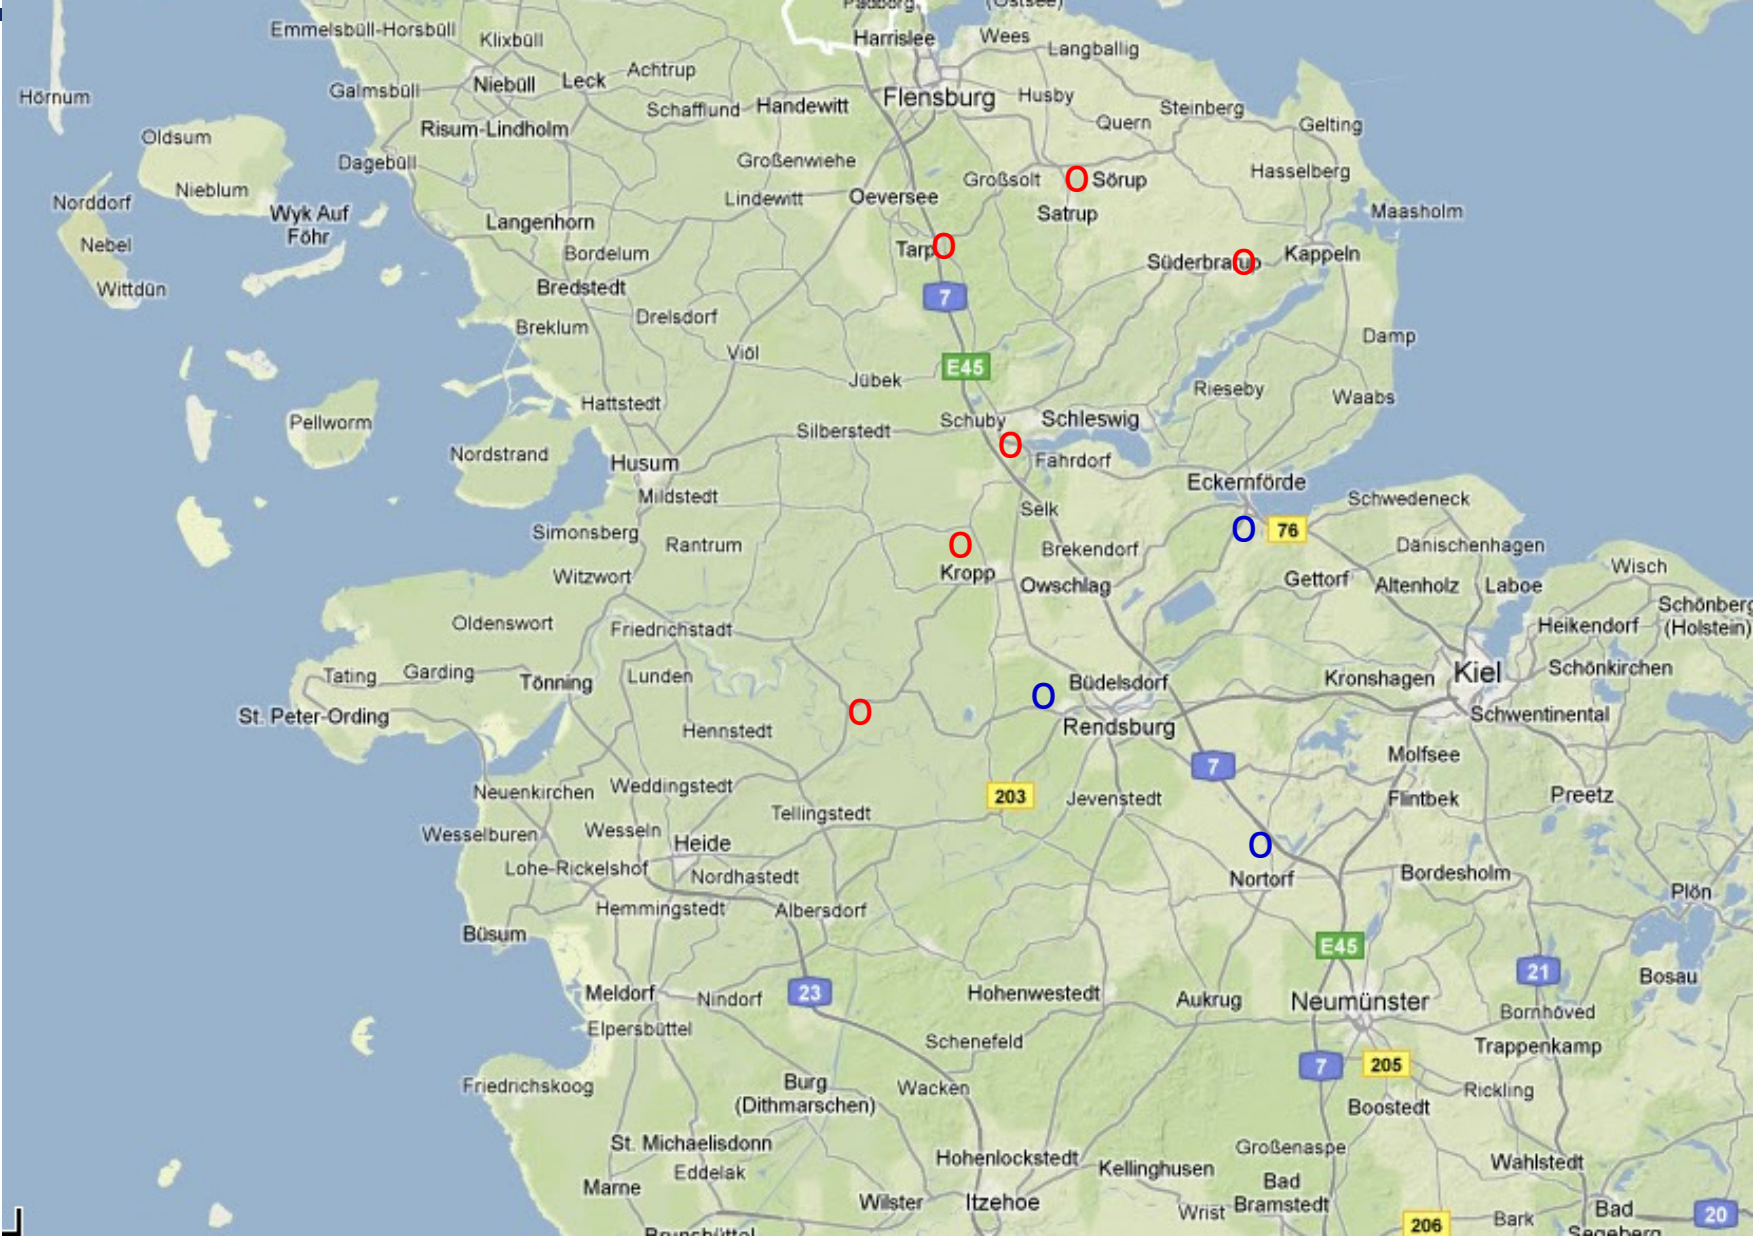 Padborg
(Ostsee)
Emmelsbüll-Horsbüll
Klixbüll
Harrislee
Wees
Langballig
Hörnum
Galmsbüll
Niebüll
Leck
Achtrup
Schafflund
Handewitt
Flensburg
Husby
Steinberg
Quern
Gelting
Oldsum
Risum-Lindholm
Dagebüll
Großenwiehe
Großsolt
O
Sörup
Hasselberg
Norddorf
Nieblum
Wyk Auf
Föhr
Langenhorn
Lindewitt
Oeversee
Satrup
Maasholm
Nebel
Wittdün
Bordelum
Bredstedt
Tarp
O
Süderbrarup
O
Kappeln
7
Breklum
Drelsdorf
Viöl
Damp
E45
Jübek
Rieseby
Waabs
Pellworm
Hattstedt
Silberstedt
Schuby
Schleswig
O
Nordstrand
Husum
Fahrdorf
Mildstedt
Selk
Eckernförde
Schwedeneck
Simonsberg
Rantrum
O
Brekendorf
O
76
Dänischenhagen
Witzwort
Kropp
Owschlag
Gettorf
Altenholz
Laboe
Wisch
Schönberg
(Holstein)
Oldenswort
Friedrichstadt
Heikendorf
Tating
Garding
Tönning
Lunden
Büdelsdorf
Kronshagen
Kiel
Schönkirchen
St. Peter-Ording
Hennstedt
O
O
Rendsburg
Schwentinental
Molfsee
7
Neuenkirchen
Weddingstedt
Tellingstedt
203
Jevenstedt
Flintbek
Preetz
Wesselburen
Wesseln
Heide
O
Lohe-Rickelshof
Nordhastedt
Nortorf
Bordesholm
Plön
Hemmingstedt
Albersdorf
Büsum
E45
21
Bosau
Meldorf
Nindorf
23
Hohenwestedt
Aukrug
Neumünster
Bornhöved
Elpersbüttel
Schenefeld
Trappenkamp
Friedrichskoog
Burg
(Dithmarschen)
Wacken
7
205
Rickling
Boostedt
St. Michaelisdonn
Eddelak
Hohenlockstedt
Kellinghusen
Großenaspe
Wahlstedt
Marne
Wilster
Itzehoe
Wrist
Bad
Bramstedt
Bark
Bad
Segeberg
20
206
Brunsbüttel